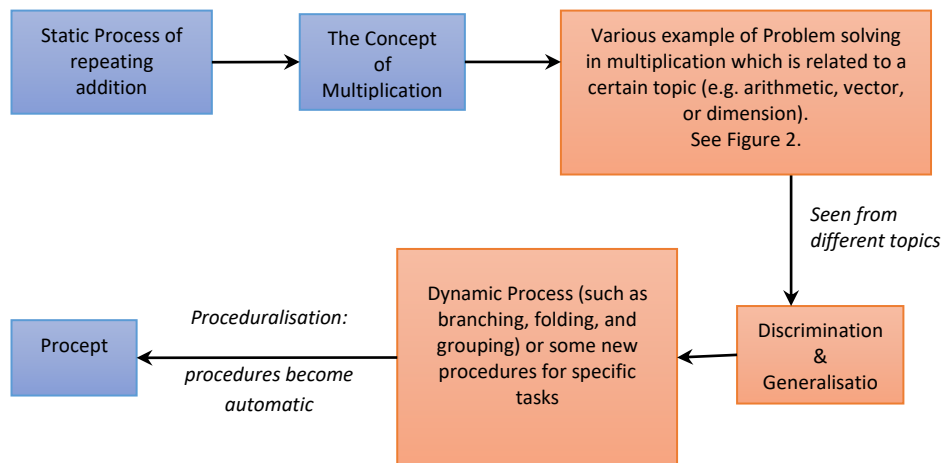 Static Process of
repeating
addition
The Concept
of
Multiplication
Various example of Problem solving
in multiplication which is related to a
certain topic (e.g. arithmetic, vector,
or dimension).
See Figure 2.
Seen from
different topics
Discrimination
&
Generalisatio
Dynamic Process (such as
branching, folding, and
grouping) or some new
procedures for specific
tasks
Proceduralisation:
procedures become
automatic
Procept